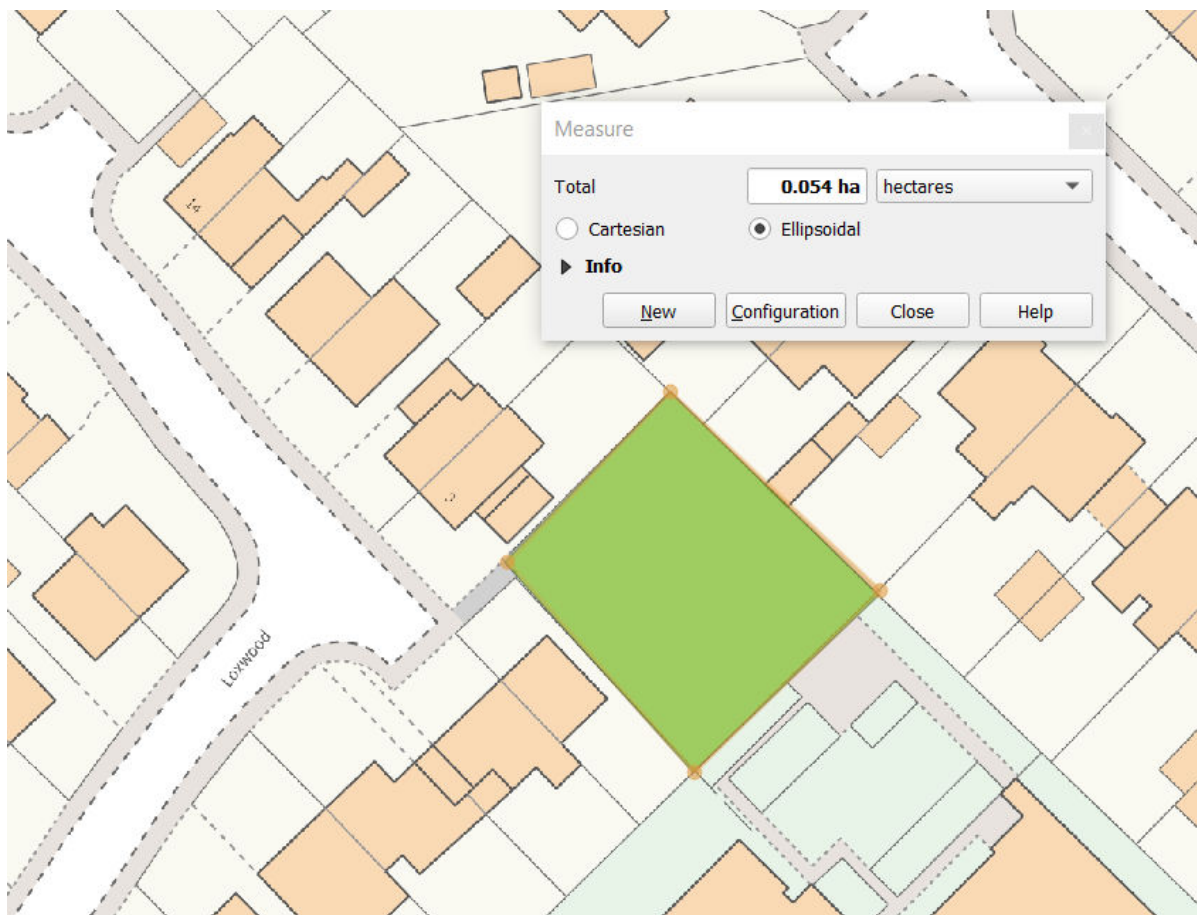 Measure
Total 0.054 ha hectares
Cartesian Ellipsoidal
Info
New Configuration Close Help
14
Loxwood